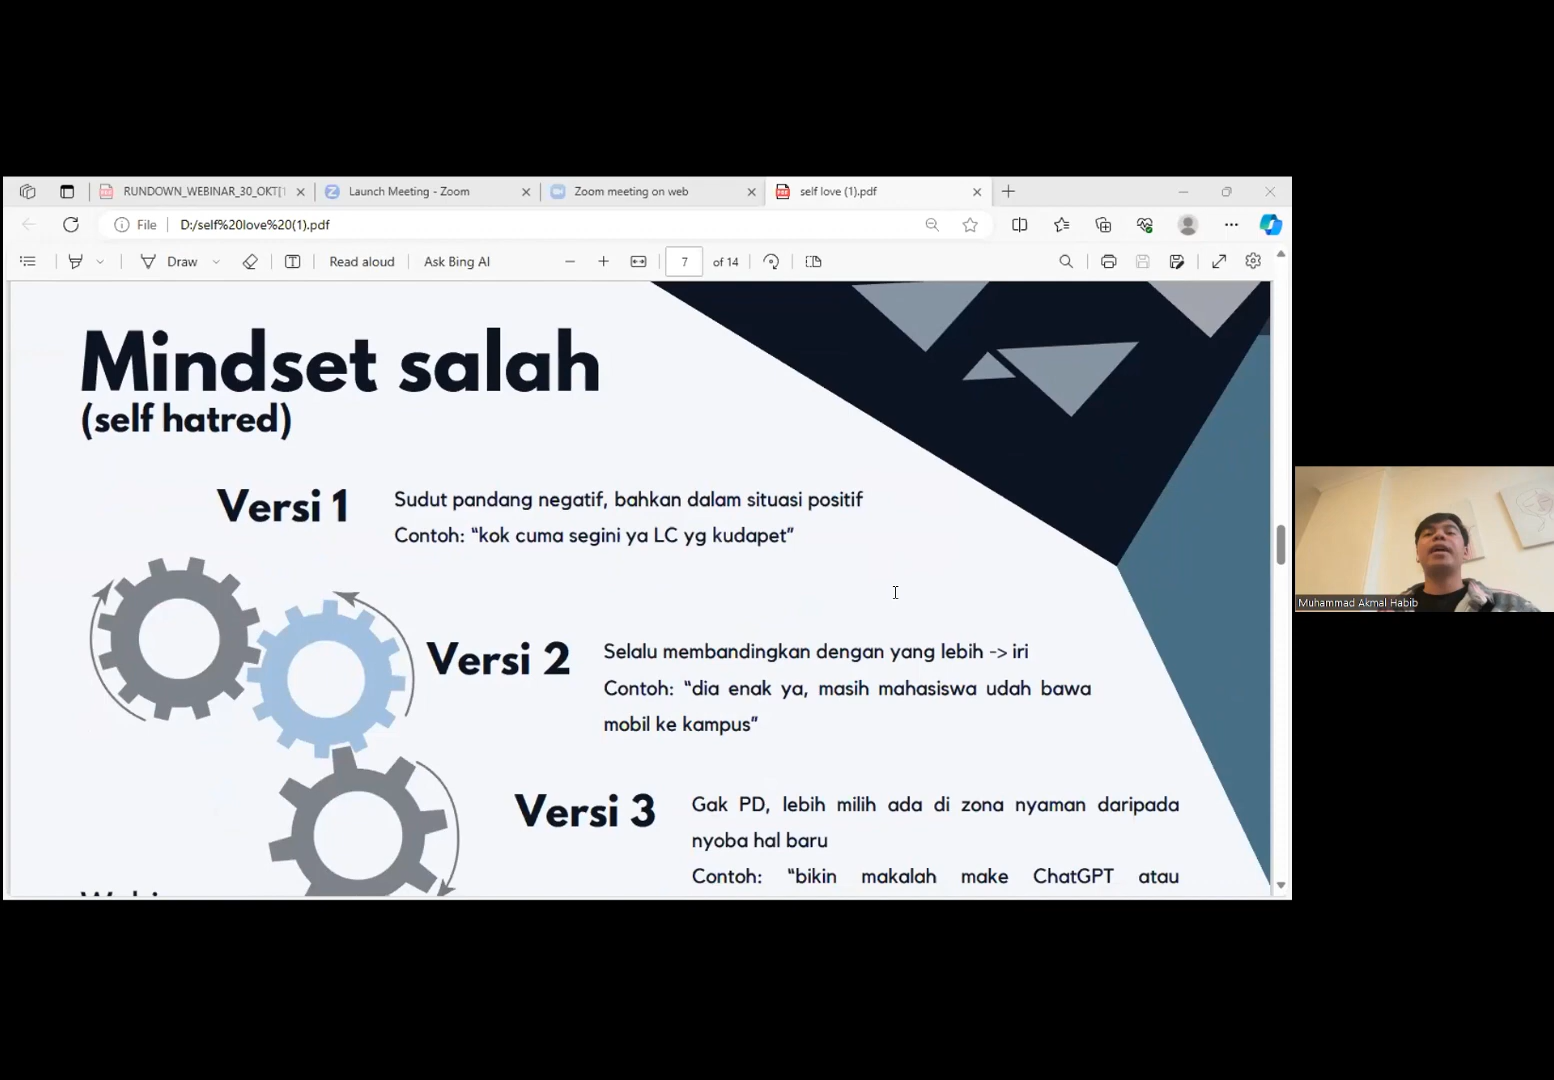 RUNDOWN_WEBINAR_30_OKT[1
Launch Meeting - Zoom
Zoom meeting on web
self love (1).pdf
File
D:/self%20love%20(1).pdf
Draw
Read aloud
Ask Bing AI
7
of 14
Mindset salah
(self hatred)
Versi 1
Sudut pandang negatif, bahkan dalam situasi positif
Contoh: “kok cuma segini ya LC yg kudapet”
Versi 2
Selalu membandingkan dengan yang lebih -> iri
Contoh: “dia enak ya, masih mahasiswa udah bawa
mobil ke kampus”
Versi 3
Gak PD, lebih milih ada di zona nyaman daripada
nyoba hal baru
Contoh: “bikin makalah make ChatGPT atau
Muhammad Akmal Habib